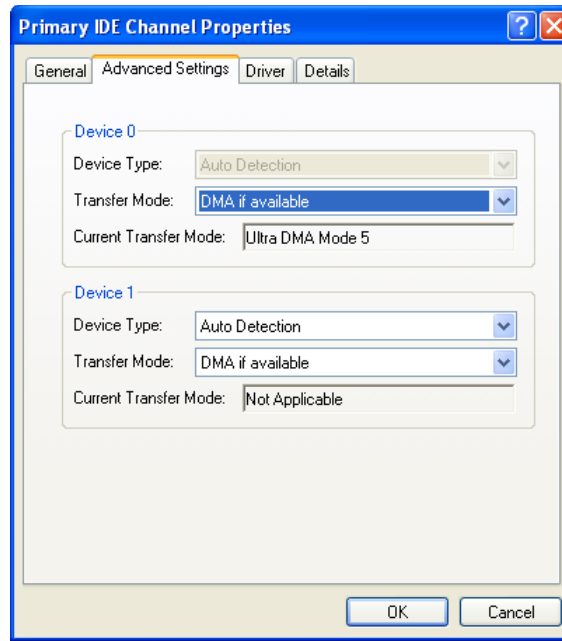 Primary IDE Channel Properties
General Advanced Settings Driver Details
Device 0
Device Type: Auto Detection
Transfer Mode: DMA if available
Current Transfer Mode: Ultra DMA Mode 5
Device 1
Device Type: Auto Detection
Transfer Mode: DMA if available
Current Transfer Mode: Not Applicable
OK Cancel